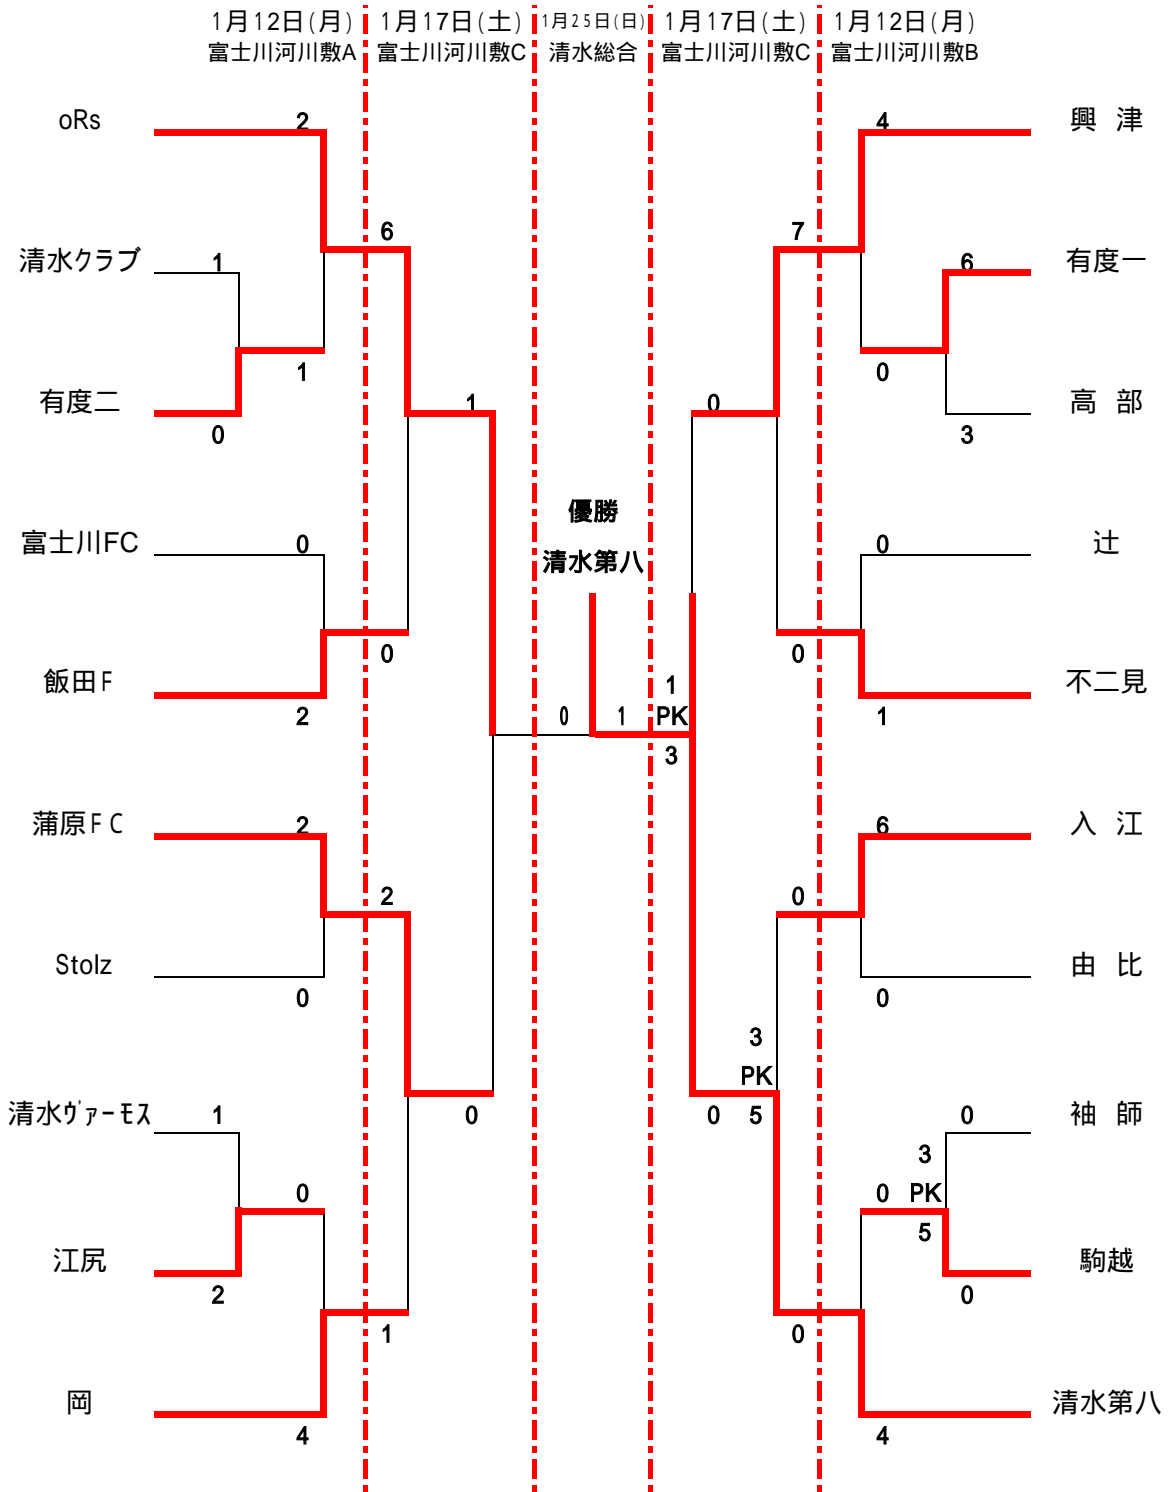 1月12日(月) 1月17日(土) 1月25日(日) 1月17日(土) 1月12日(月)
富士川河川敷A 富士川河川敷C 清水総合 富士川河川敷C 富士川河川敷B
oRs 2 4 興 津
6 7
清水クラブ 1 6 有度一
1 0
有度二 1 0 高 部
0 3
優勝
富士川FC 0 0 辻
清水第八
0 0
飯田F 1 不二見
2 0 1 PK 1
3
蒲原FC 2 6 入 江
2 0
Stolz 由 比
0 0
3
PK
清水ヴァーモス 1 0 0 5 0 袖 師
3
0 0 PK
5
江尻 駒越
2 0
1 0
岡 清水第八
4 4